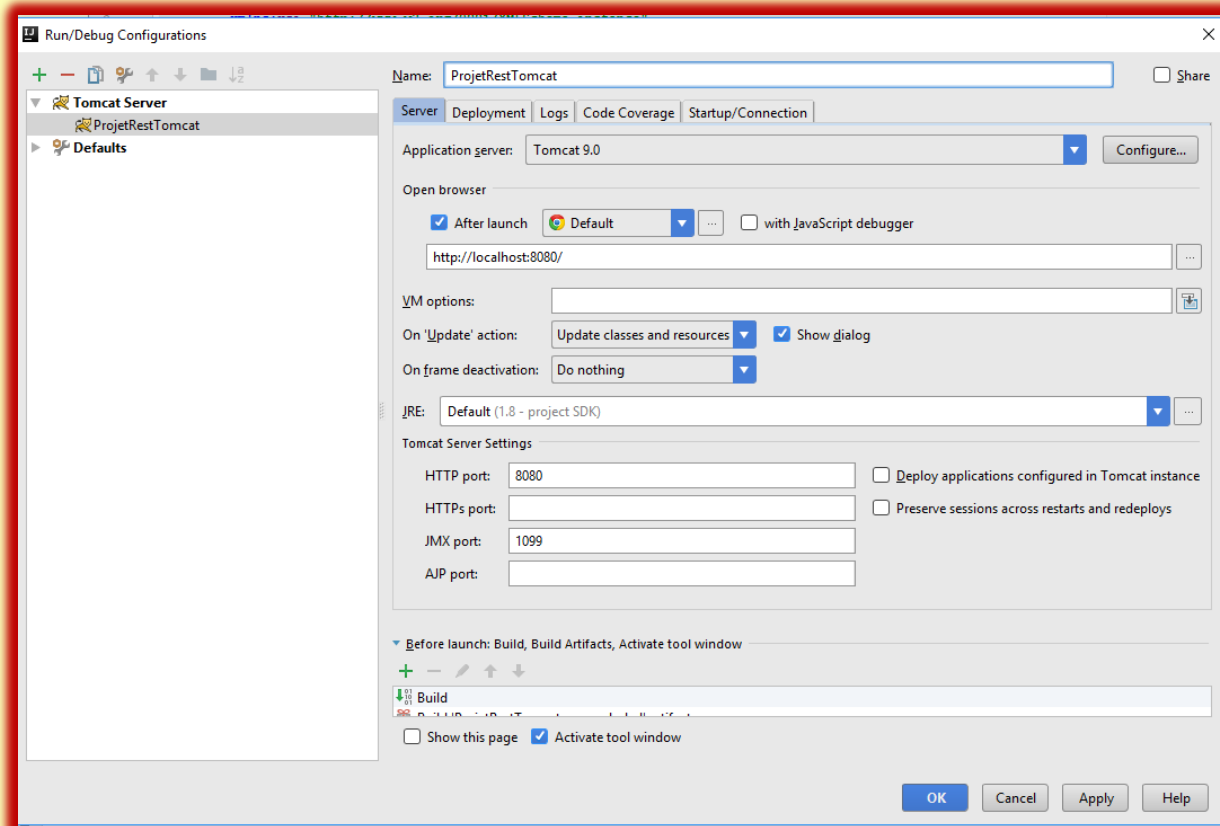 Run/Debug Configurations
Name: ProjetRestTomcat Share
Tomcat Server
ProjetRestTomcat
Defaults
Server Deployment Logs Code Coverage Startup/Connection
Application server: Tomcat 9.0 Configure...
Open browser
After launch Default ... with JavaScript debugger
http://localhost:8080/ ...
VM options:
On 'Update' action: Update classes and resources Show dialog
On frame deactivation: Do nothing
JRE: Default (1.8 - project SDK) ...
Tomcat Server Settings
HTTP port: 8080 Deploy applications configured in Tomcat instance
HTTPs port: Preserve sessions across restarts and redeploys
JMX port: 1099
AJP port:
Before launch: Build, Build Artifacts, Activate tool window
Build
Show this page Activate tool window
OK Cancel Apply Help